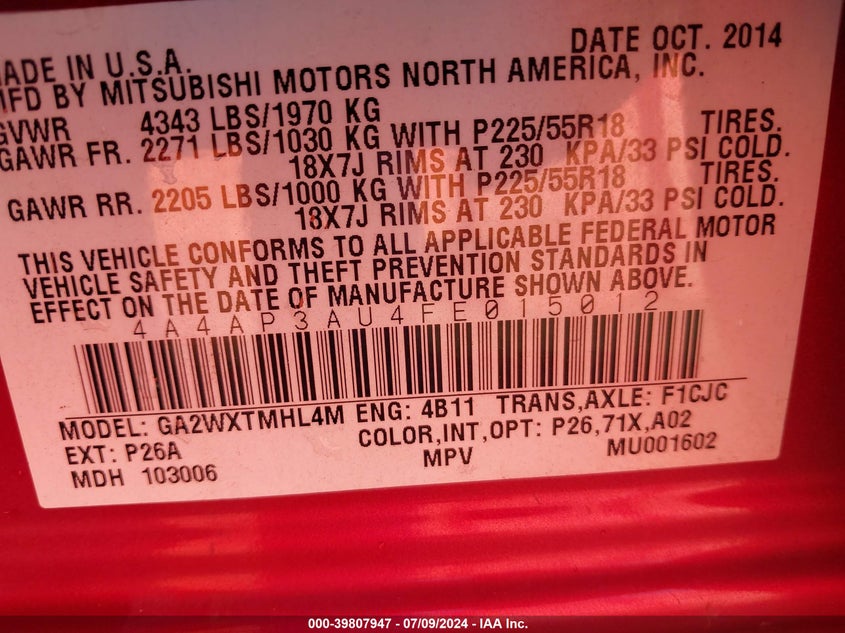 DATE OCT. 2014
MADE IN U.S.A.
MFD BY MITSUBISHI MOTORS NORTH AMERICA, INC.
GVWR 4343 LBS/1970 KG
GAWR FR. 2271 LBS/1030 KG WITH P225/55R18 TIRES.
18X7J RIMS AT 230 KPA/33 PSI COLD.
GAWR RR. 2205 LBS/1000 KG WITH P225/55R18 TIRES.
18X7J RIMS AT 230 KPA/33 PSI COLD.
THIS VEHICLE CONFORMS TO ALL APPLICABLE FEDERAL MOTOR
VEHICLE SAFETY AND THEFT PREVENTION STANDARDS IN
EFFECT ON THE DATE OF MANUFACTURE SHOWN ABOVE.
4A4AP3AU4FE015012
MODEL: GA2WXTMHL4M ENG: 4B11 TRANS,AXLE: F1CJC
EXT: P26A COLOR,INT,OPT: P26,71X,A02
MDH 103006 MPV MU001602
000-39807947 - 07/09/2024 - IAA Inc.